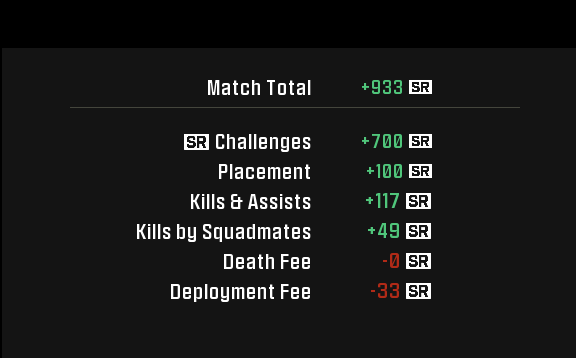 Match Total +933 SR
SR Challenges +700 SR
Placement +100 SR
Kills & Assists +117 SR
Kills by Squadmates +49 SR
Death Fee -0 SR
Deployment Fee -33 SR